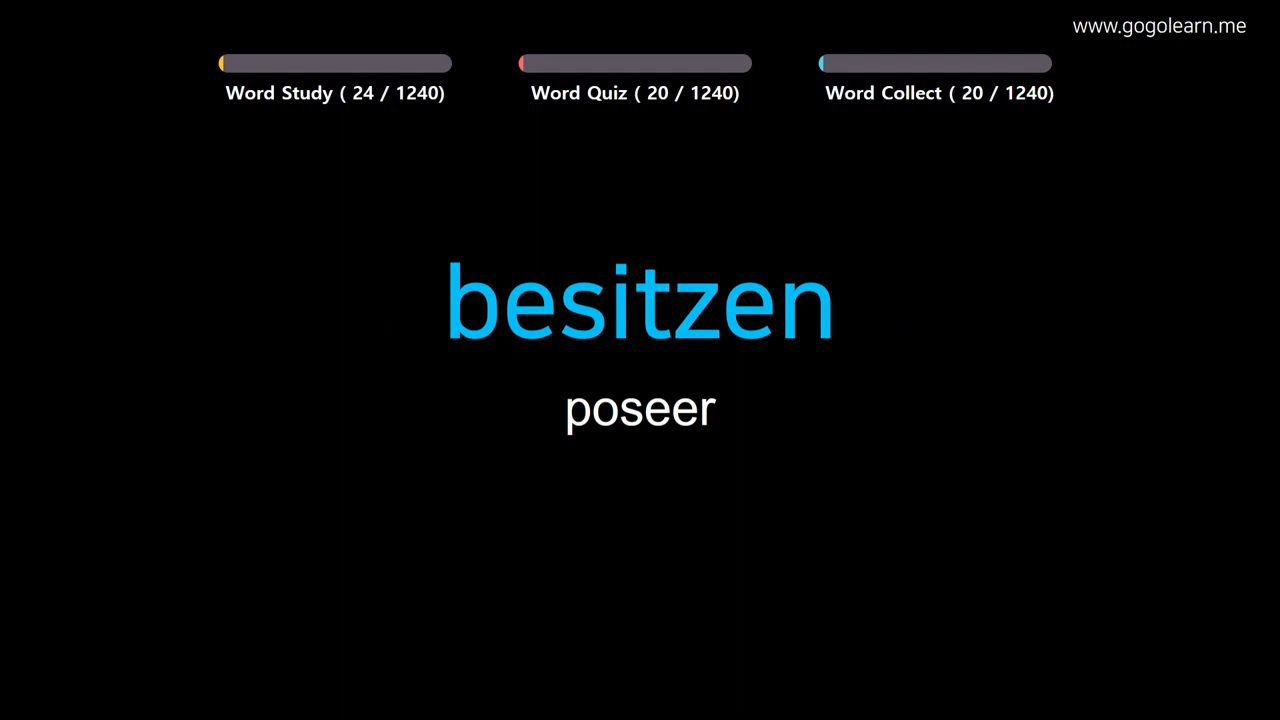 www.gogolearn.me
Word Study ( 24 / 1240)
Word Quiz ( 20 / 1240)
Word Collect ( 20 / 1240)
besitzen
poseer